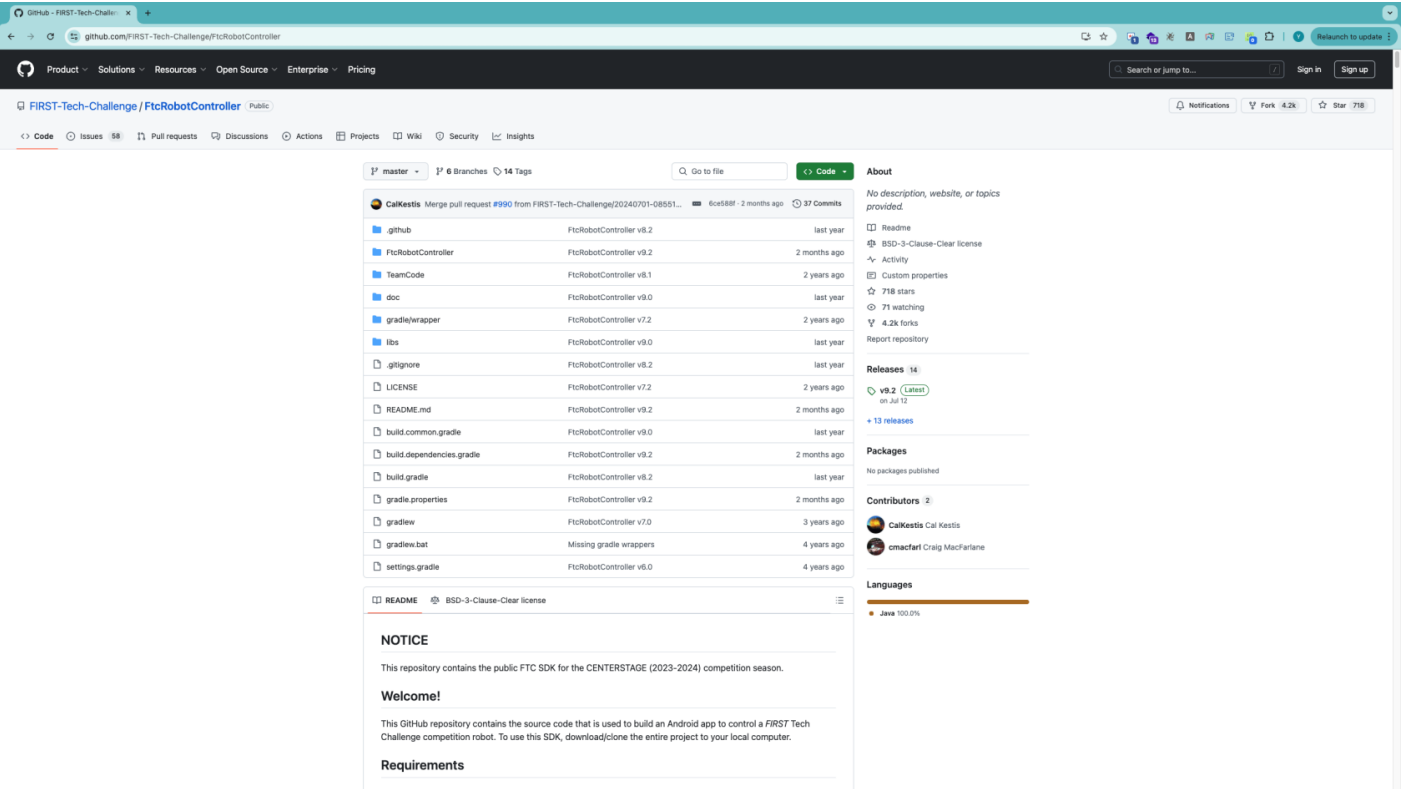 GitHub - FIRST-Tech-Challen
github.com/FIRST-Tech-Challenge/FtcRobotController
Relaunch to update
Product Solutions Resources Open Source Enterprise Pricing
Search or jump to... /
Sign in Sign up
FIRST-Tech-Challenge / FtcRobotController Public
Notifications Fork 4.2k Star 718
Code Issues 58 Pull requests Discussions Actions Projects Wiki Security Insights
master 6 Branches 14 Tags
Go to file
Code
CalKestis Merge pull request #990 from FIRST-Tech-Challenge/20240701-08551... 6ce588f · 2 months ago 37 Commits
.github FtcRobotController v8.2 last year
FtcRobotController FtcRobotController v9.2 2 months ago
TeamCode FtcRobotController v8.1 2 years ago
doc FtcRobotController v9.0 last year
gradle/wrapper FtcRobotController v7.2 2 years ago
libs FtcRobotController v9.0 last year
.gitignore FtcRobotController v8.2 last year
LICENSE FtcRobotController v7.2 2 years ago
README.md FtcRobotController v9.2 2 months ago
build.common.gradle FtcRobotController v9.0 last year
build.dependencies.gradle FtcRobotController v9.2 2 months ago
build.gradle FtcRobotController v8.2 last year
gradle.properties FtcRobotController v9.2 2 months ago
gradlew FtcRobotController v7.0 3 years ago
gradlew.bat Missing gradle wrappers 4 years ago
settings.gradle FtcRobotController v6.0 4 years ago
README BSD-3-Clause-Clear license
NOTICE
This repository contains the public FTC SDK for the CENTERSTAGE (2023-2024) competition season.
Welcome!
This GitHub repository contains the source code that is used to build an Android app to control a FIRST Tech
Challenge competition robot. To use this SDK, download/clone the entire project to your local computer.
Requirements
About
No description, website, or topics
provided.
Readme
BSD-3-Clause-Clear license
Activity
Custom properties
718 stars
71 watching
4.2k forks
Report repository
Releases 14
v9.2 Latest
on Jul 12
+ 13 releases
Packages
No packages published
Contributors 2
CalKestis Cal Kestis
cmacfarl Craig MacFarlane
Languages
Java 100.0%